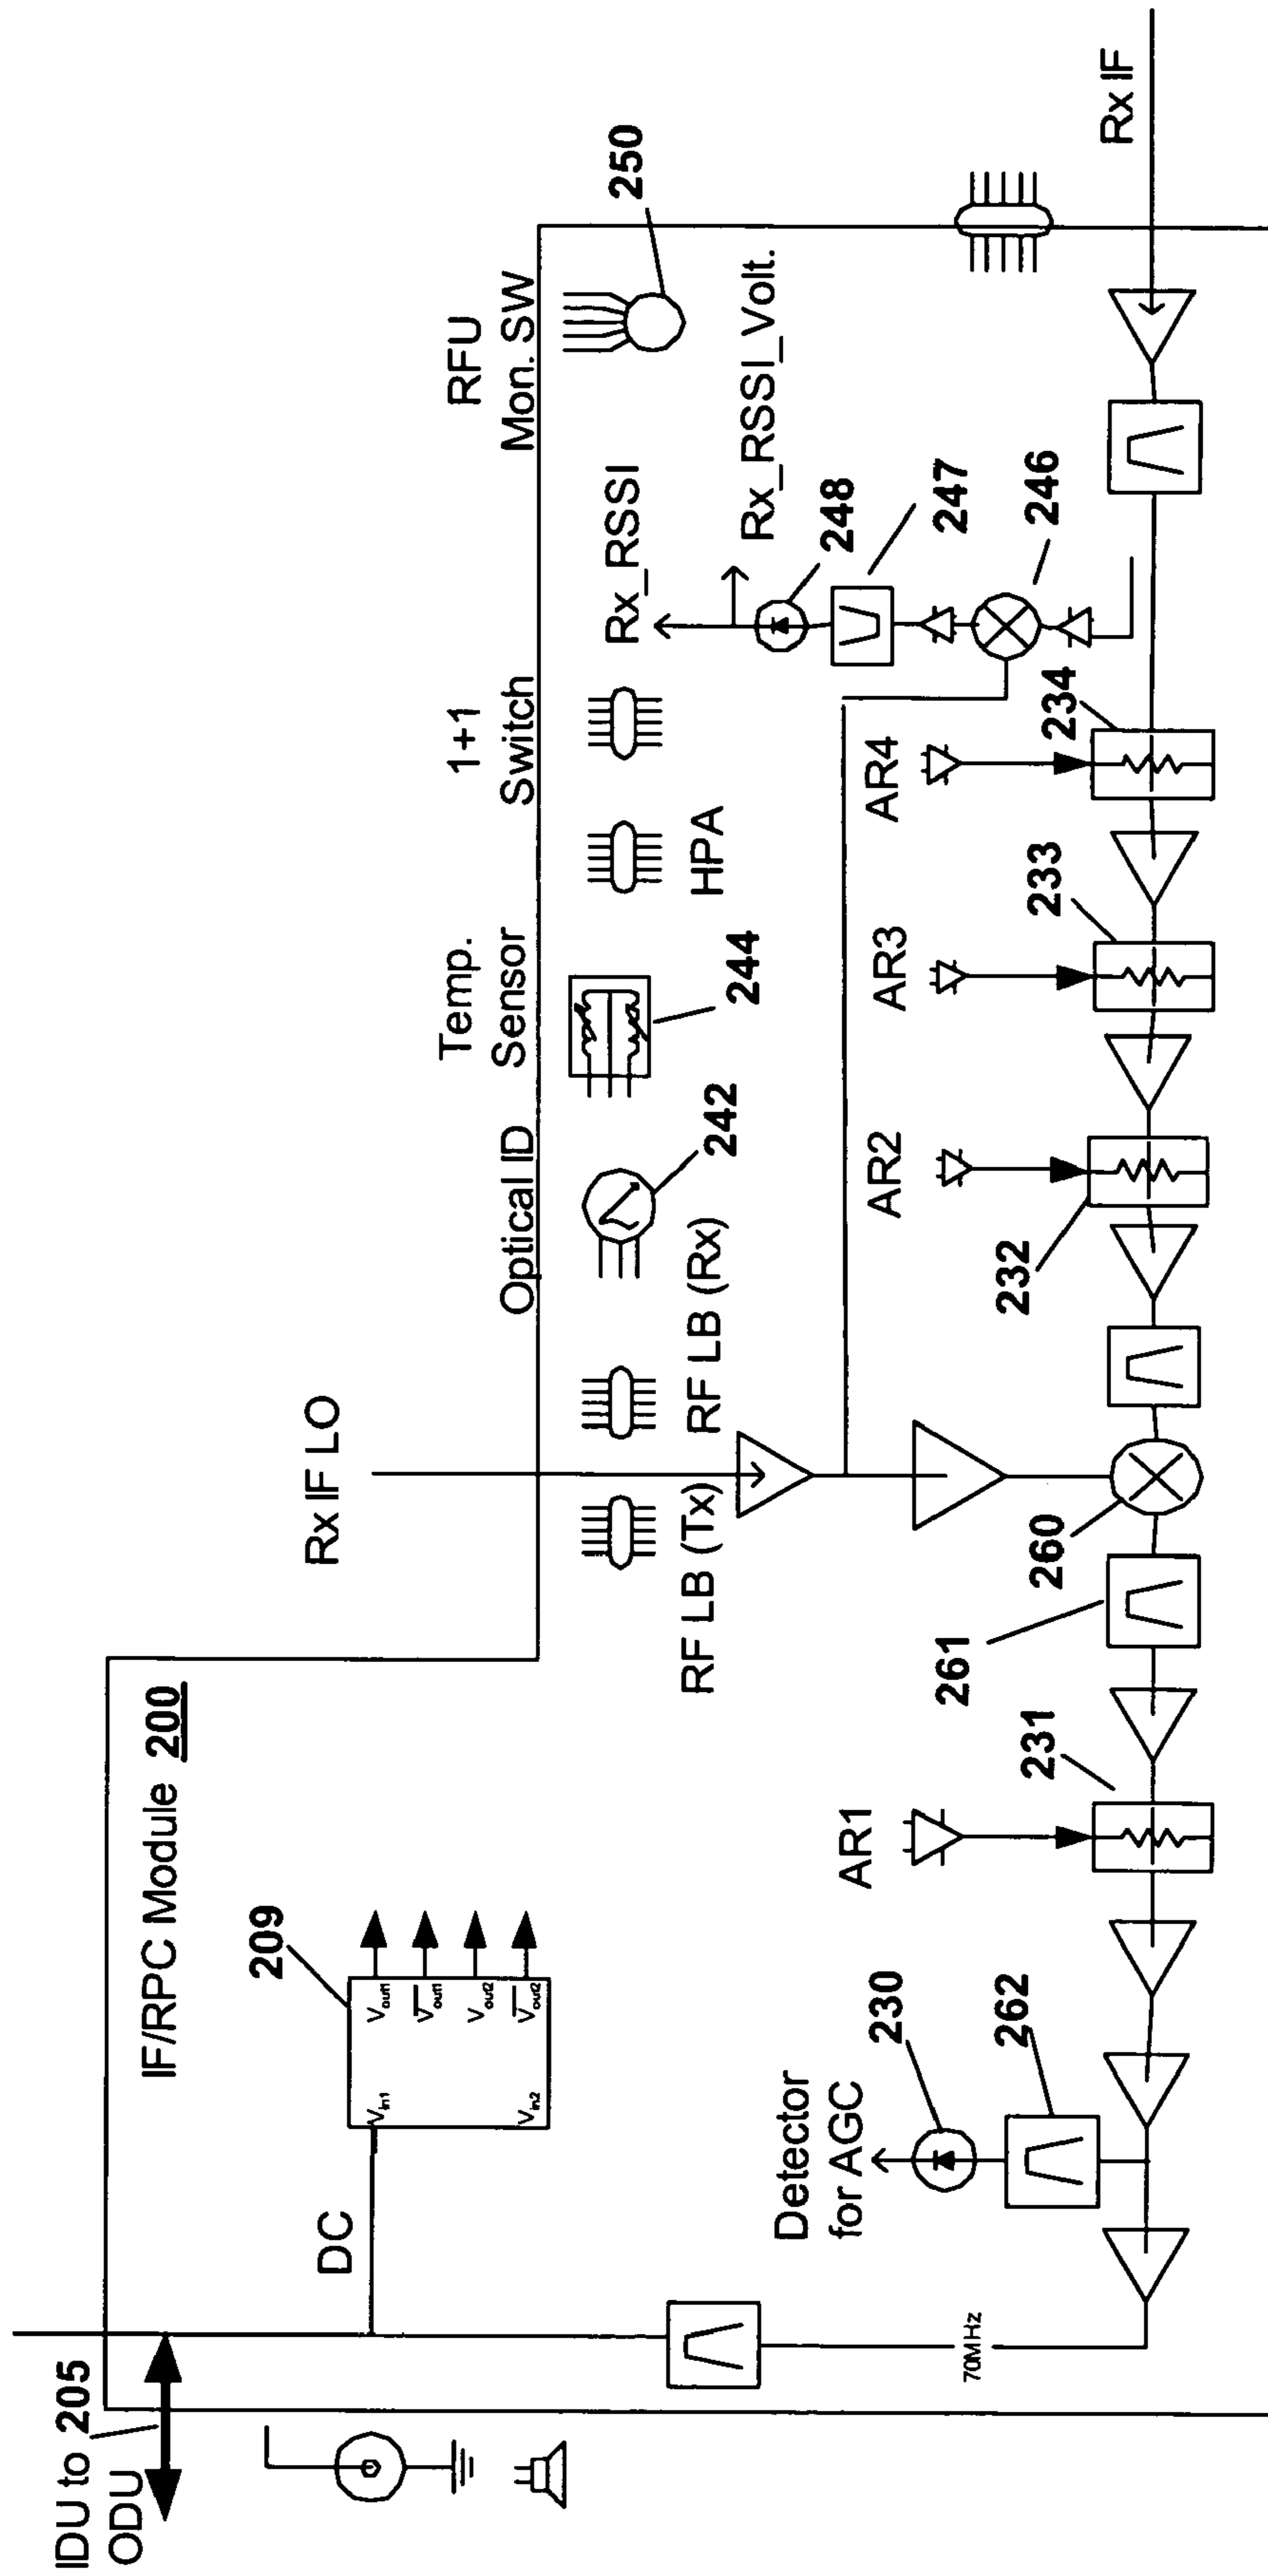 IDU to 205
ODU
IF/RPC Module 200
DC
209
Vin1
Vin2
Vout1
Vout1
Vout2
Vout2
Rx IF LO
Optical ID
Temp.
Sensor
1+1
Switch
RFU
Mon. SW
RF LB (Tx)
RF LB (Rx)
242
244
HPA
Rx_RSSI
Rx_RSSI_Volt.
250
248
247
246
Rx IF
Detector
for AGC
230
262
70MHz
AR1
231
261
260
AR2
232
AR3
233
AR4
234